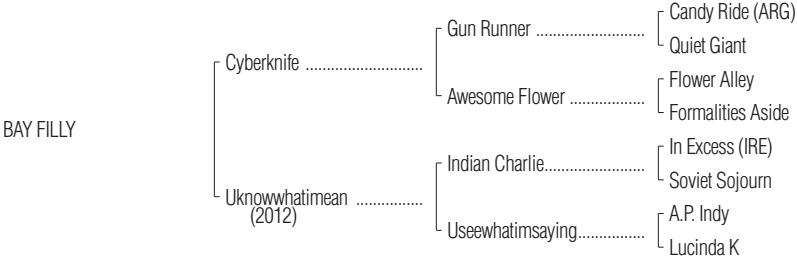 Candy Ride (ARG)
Gun Runner ........................
Quiet Giant
Cyberknife ..........................
Flower Alley
Awesome Flower .................
Formalities Aside
BAY FILLY
In Excess (IRE)
Indian Charlie......................
Soviet Sojourn
Uknowwhatimean ...............
(2012)
A.P. Indy
Useewhatimsaying...............
Lucinda K